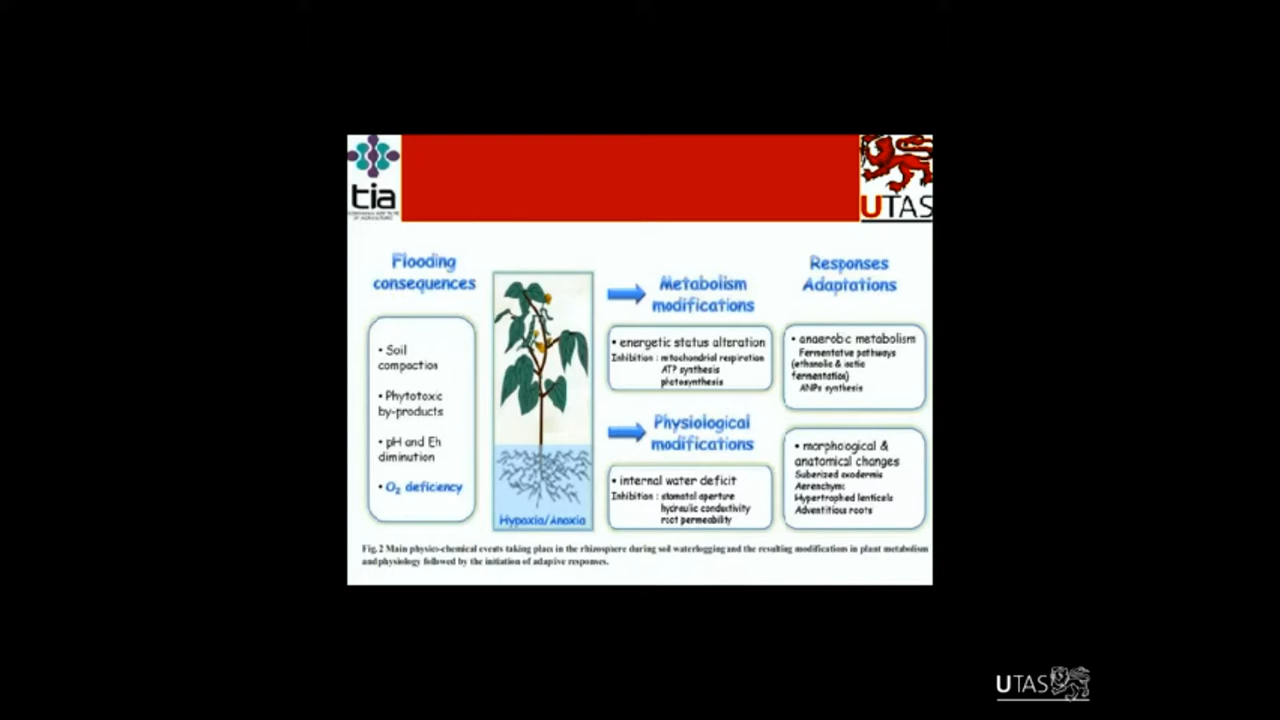 tia
UTAS
Flooding
consequences
• Soil
compaction
• Phytotoxic
by-products
• pH and Eh
diminution
• O₂ deficiency
Hypoxia/Anoxia
Metabolism
modifications
• energetic status alteration
Inhibition : mitochondrial respiration
ATP synthesis
photosynthesis
Physiological
modifications
• internal water deficit
Inhibition : stomatal aperture
hydraulic conductivity
root permeability
Responses
Adaptations
• anaerobic metabolism
Fermentative pathways
(ethanolic & lactic
fermentation)
ANPs synthesis
• morphological &
anatomical changes
Suberized exodermis
Aerenchyma
Hypertrophied lenticels
Adventitious roots
Fig.2 Main physics-chemical events taking place in the rhizosphere during soil waterlogging and the resulting modifications in plant metabolism
and physiology followed by the initiation of adaptive responses.
UTAS